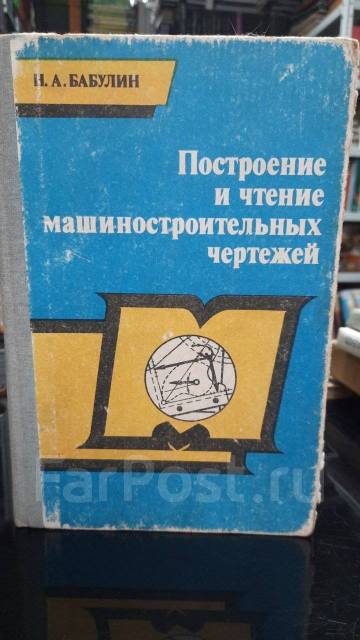 Н. А. БАБУЛИН
Построение
и чтение
машиностроительных
чертежей
FarPost.ru